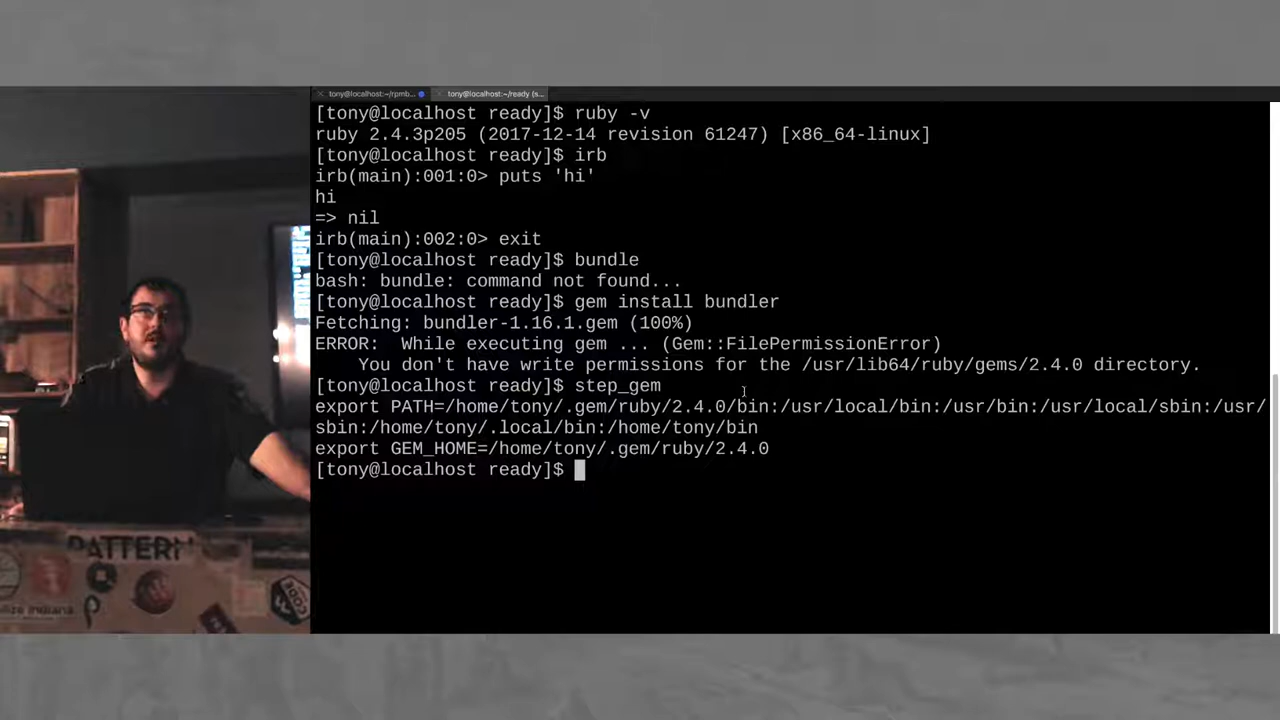 tony@localhost:~/rpmb...
tony@localhost:~/ready (s...
[tony@localhost ready]$ ruby -v
ruby 2.4.3p205 (2017-12-14 revision 61247) [x86_64-linux]
[tony@localhost ready]$ irb
irb(main):001:0> puts 'hi'
hi
=> nil
irb(main):002:0> exit
[tony@localhost ready]$ bundle
bash: bundle: command not found...
[tony@localhost ready]$ gem install bundler
Fetching: bundler-1.16.1.gem (100%)
ERROR:  While executing gem ... (Gem::FilePermissionError)
    You don't have write permissions for the /usr/lib64/ruby/gems/2.4.0 directory.
[tony@localhost ready]$ step_gem
export PATH=/home/tony/.gem/ruby/2.4.0/bin:/usr/local/bin:/usr/bin:/usr/local/sbin:/usr/
sbin:/home/tony/.local/bin:/home/tony/bin
export GEM_HOME=/home/tony/.gem/ruby/2.4.0
[tony@localhost ready]$
PATTERN
CODE